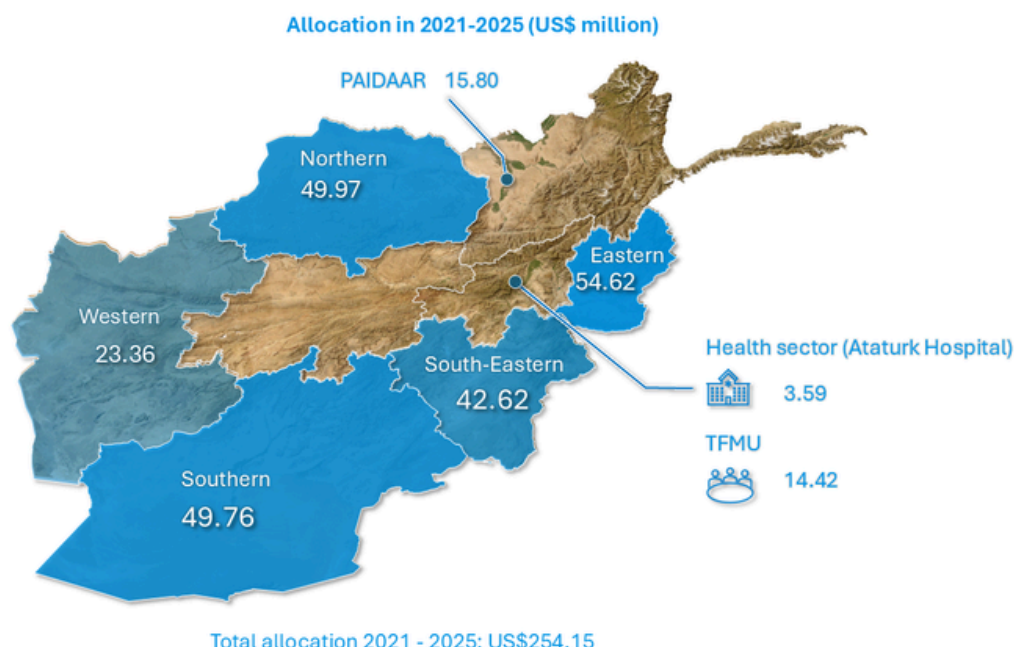 Allocation in 2021-2025 (US$ million)
PAIDAAR 15.80
Northern
49.97
Eastern
54.62
Western
23.36
South-Eastern
42.62
Health sector (Ataturk Hospital)
3.59
TFMU
14.42
Southern
49.76
Total allocation 2021 - 2025: US$254.15